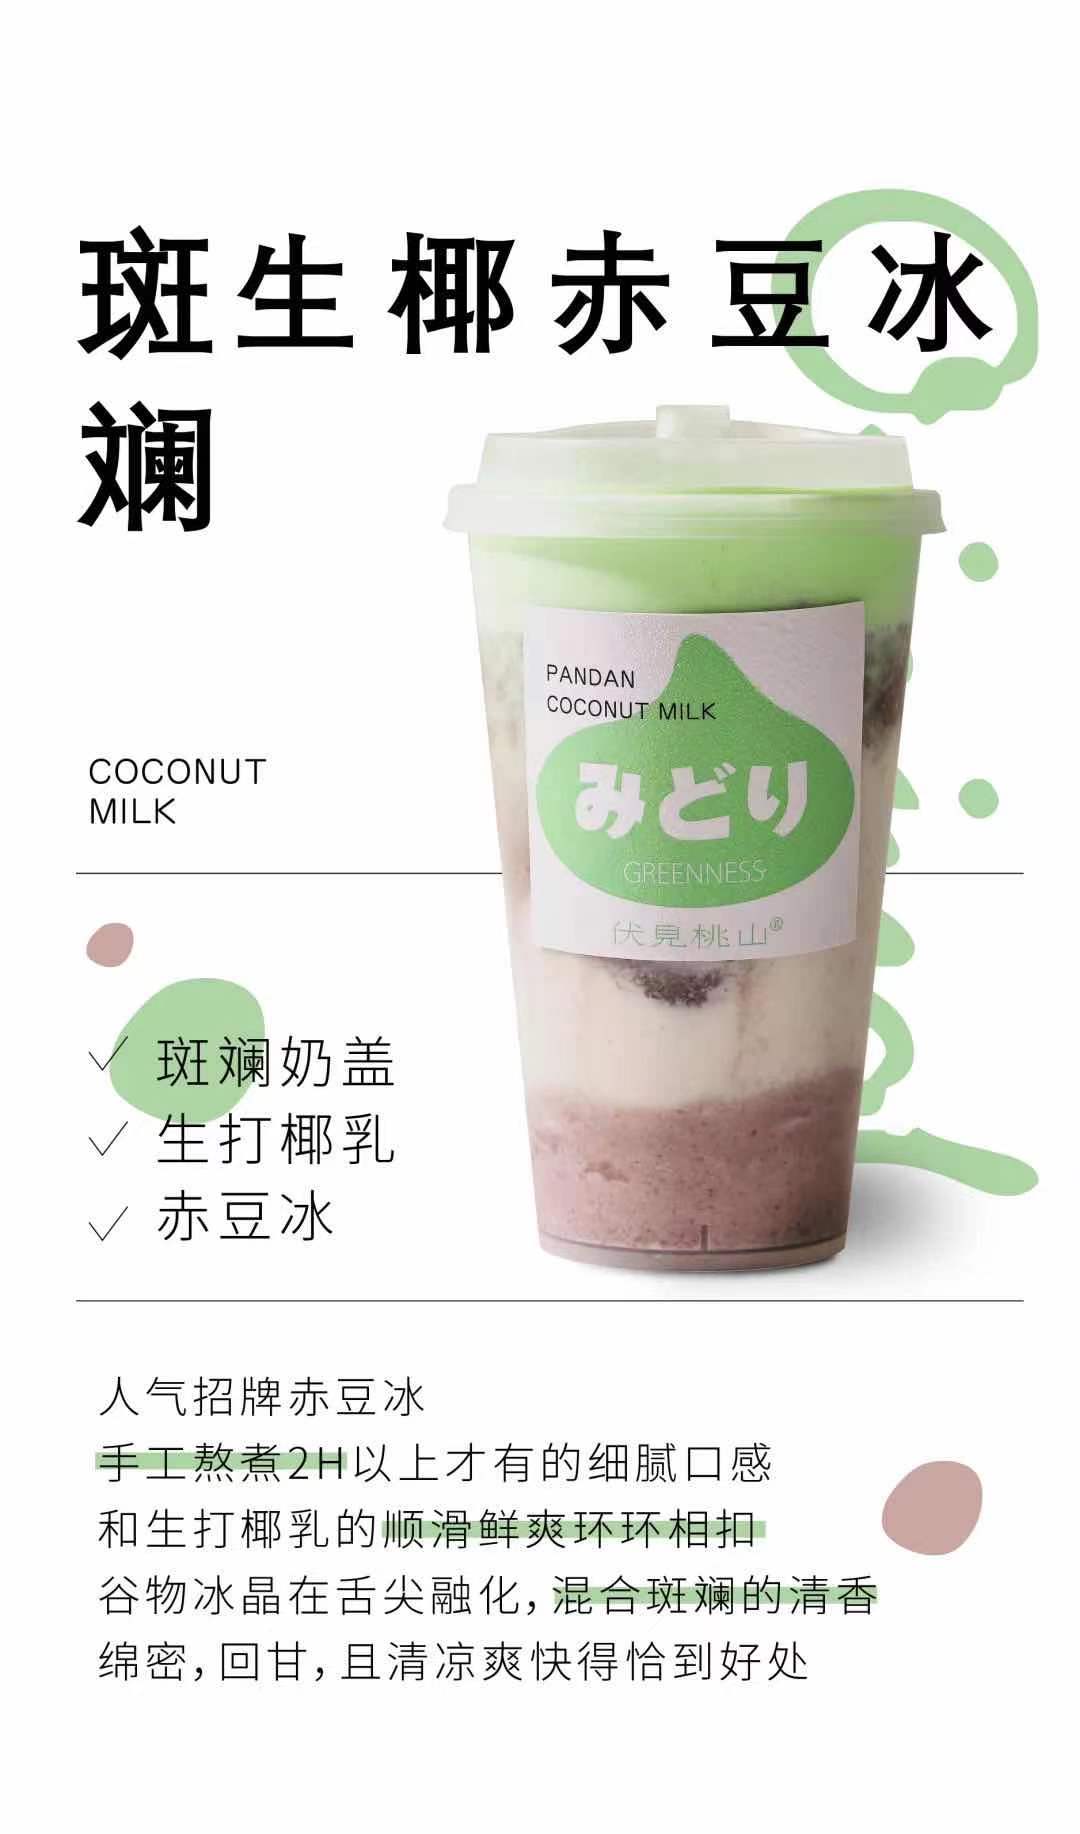 斑生椰赤豆冰
斓
PANDAN
COCONUT MILK
みどり
GREENNESS
伏見桃山®
COCONUT
MILK
斑斓奶盖
生打椰乳
赤豆冰
人气招牌赤豆冰
手工熬煮2H以上才有的细腻口感
和生打椰乳的顺滑鲜爽环环相扣
谷物冰晶在舌尖融化,混合斑斓的清香
绵密,回甘,且清凉爽快得恰到好处